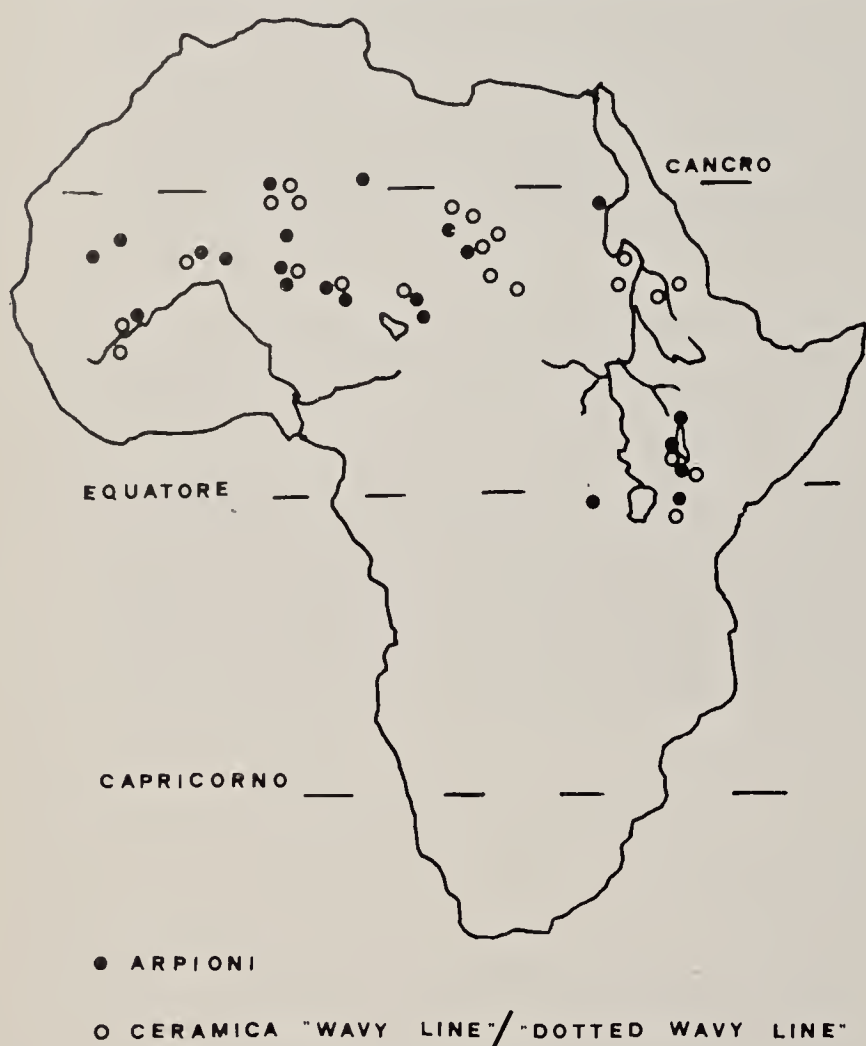 CANCRO
EQUATORE
CAPRICORNO
● ARPIONI
○ CERAMICA "WAVY LINE"/"DOTTED WAVY LINE"